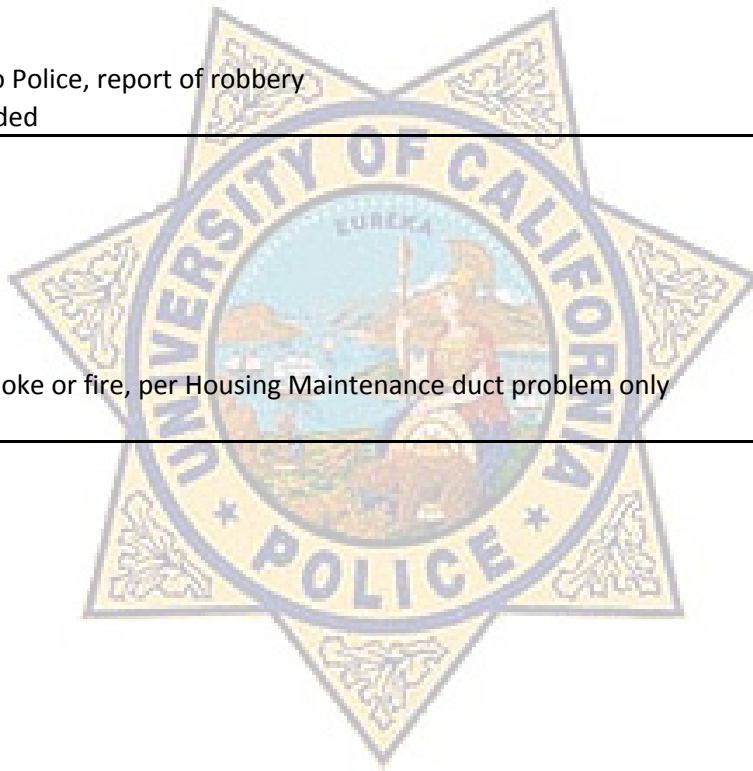 o Police, report of robbery
ded
UNIVERSITY OF CALIFORNIA
EUREKA
oke or fire, per Housing Maintenance duct problem only
POLICE